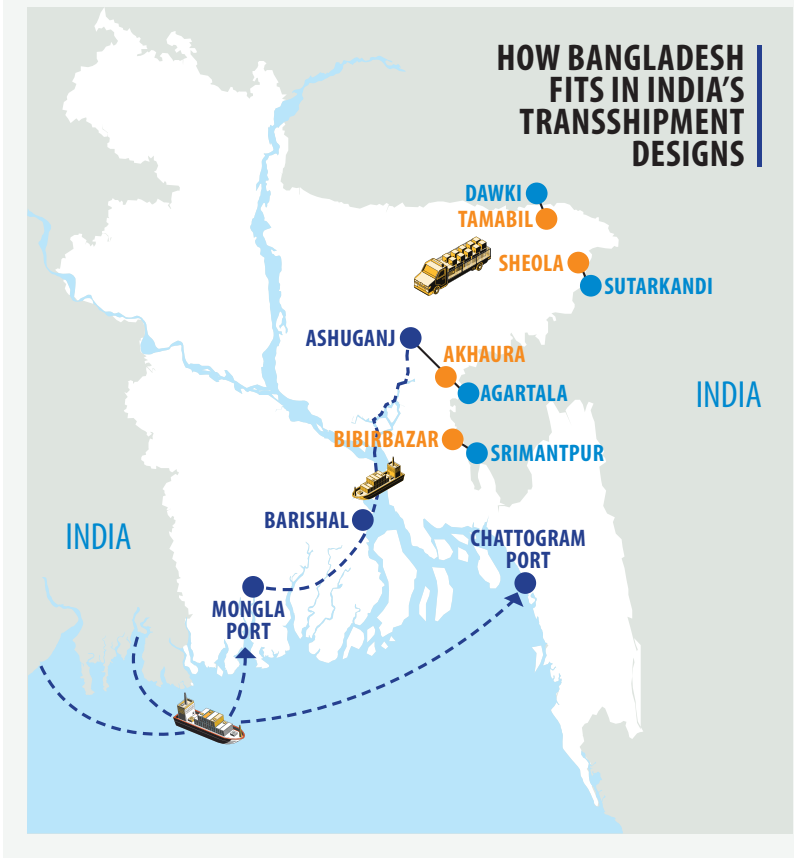 HOW BANGLADESH
FITS IN INDIA'S
TRANSSHIPMENT
DESIGNS
DAWKI
TAMABIL
SHEOLA
SUTARKANDI
ASHUGANJ
AKHAURA
AGARTALA
INDIA
BIBIRBAZAR
SRIMANTPUR
BARISHAL
INDIA
CHATTOGRAM
PORT
MONGLA
PORT